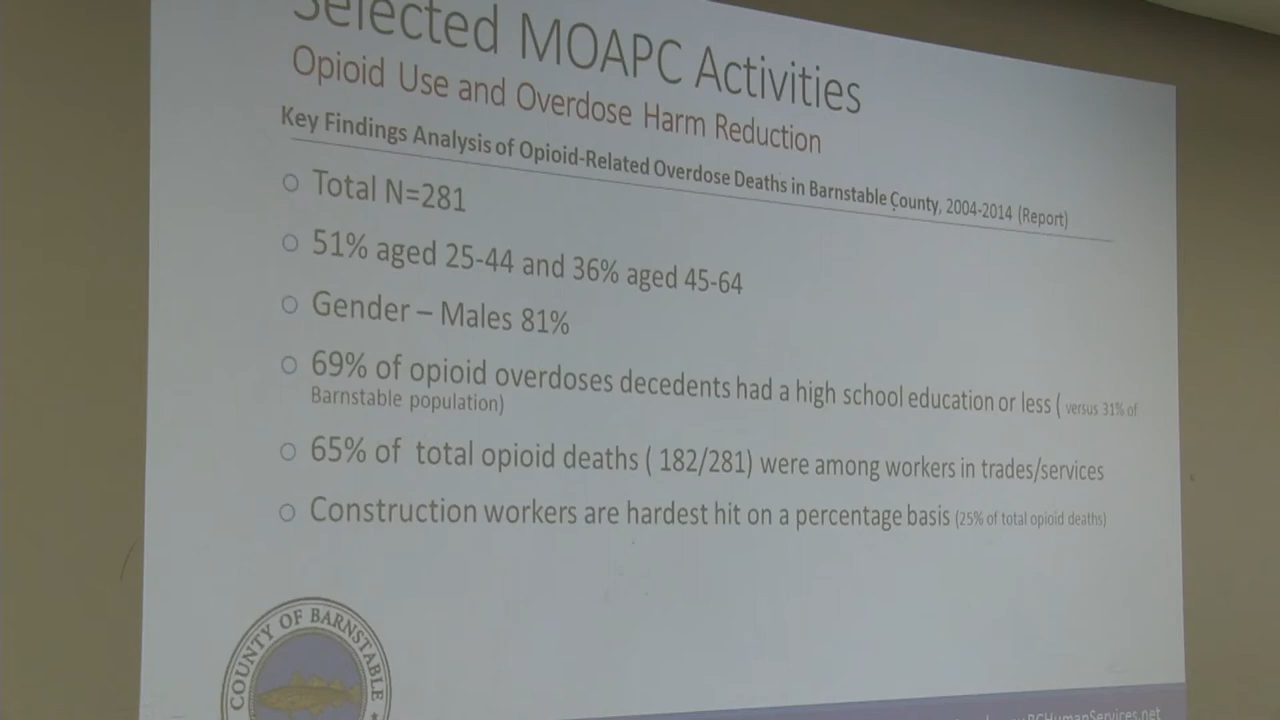 Selected MOAPC Activities
Opioid Use and Overdose Harm Reduction
Key Findings Analysis of Opioid-Related Overdose Deaths in Barnstable County, 2004-2014 (Report)
○ Total N=281
○ 51% aged 25-44 and 36% aged 45-64
○ Gender – Males 81%
○ 69% of opioid overdoses decedents had a high school education or less ( versus 31% of
Barnstable population)
○ 65% of  total opioid deaths ( 182/281) were among workers in trades/services
○ Construction workers are hardest hit on a percentage basis (25% of total opioid deaths)
COUNTY OF BARNSTABLE
HumanServices.net